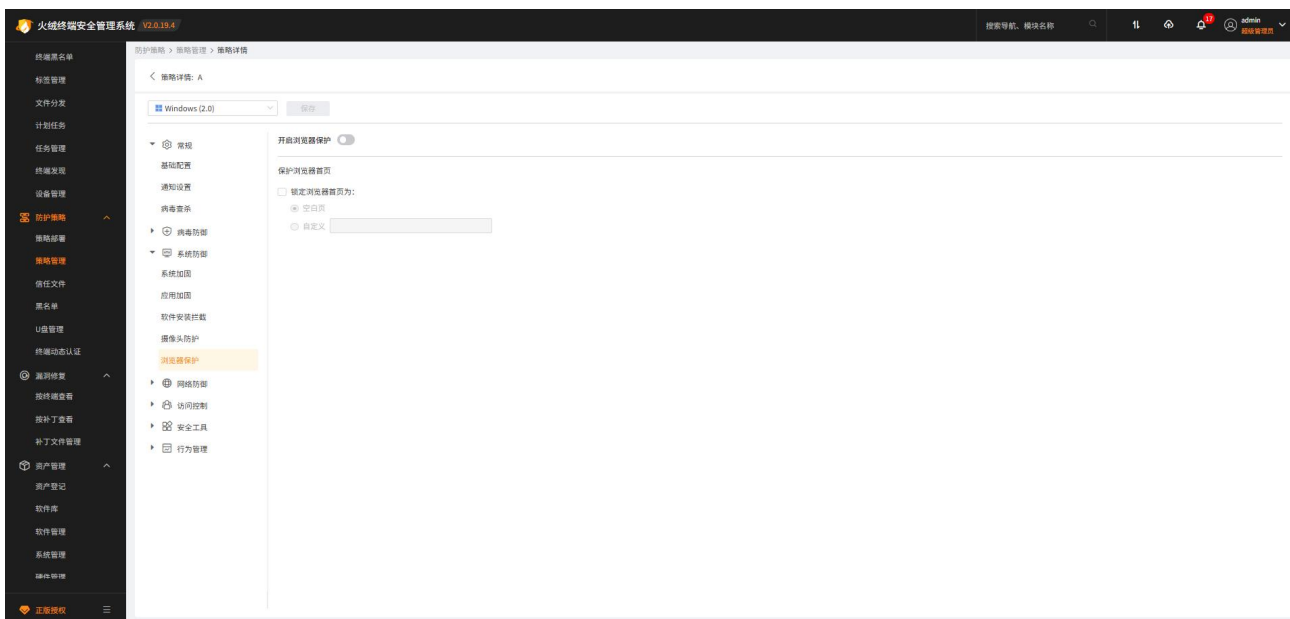 火绒终端安全管理系统 V2.0.19.4
搜索导航、模块名称
17
admin
超级管理员
终端黑名单
标签管理
文件分发
计划任务
任务管理
终端发现
设备管理
防护策略
策略部署
策略管理
信任文件
黑名单
U盘管理
终端动态认证
漏洞修复
按终端查看
按补丁查看
补丁文件管理
资产管理
资产登记
软件库
软件管理
系统管理
硬件管理
正版授权
防护策略 > 策略管理 > 策略详情
策略详情: A
Windows (2.0)
保存
常规
基础配置
通知设置
病毒查杀
病毒防御
系统防御
系统加固
应用加固
软件安装拦截
摄像头防护
浏览器保护
网络防御
访问控制
安全工具
行为管理
开启浏览器保护
保护浏览器首页
锁定浏览器首页为:
空白页
自定义